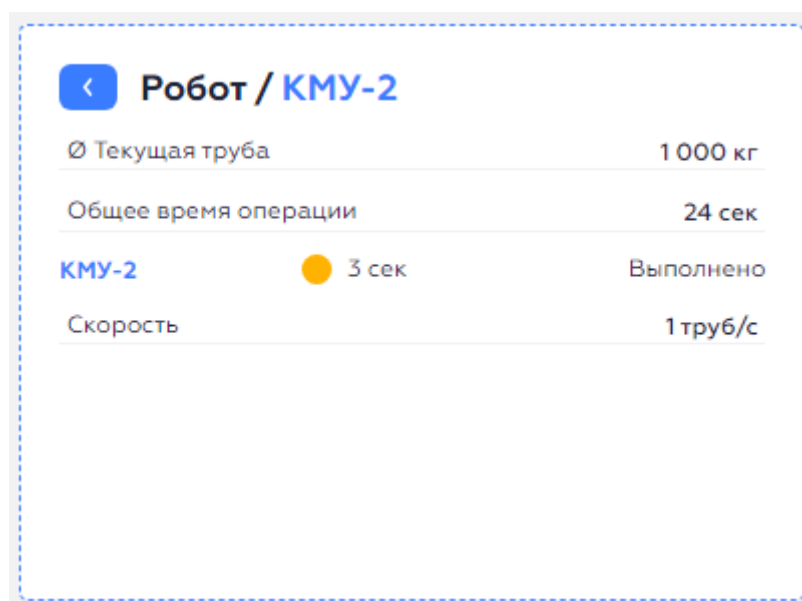 Робот / КМУ-2
Ø Текущая труба 1 000 кг
Общее время операции 24 сек
КМУ-2 3 сек Выполнено
Скорость 1 труб/с